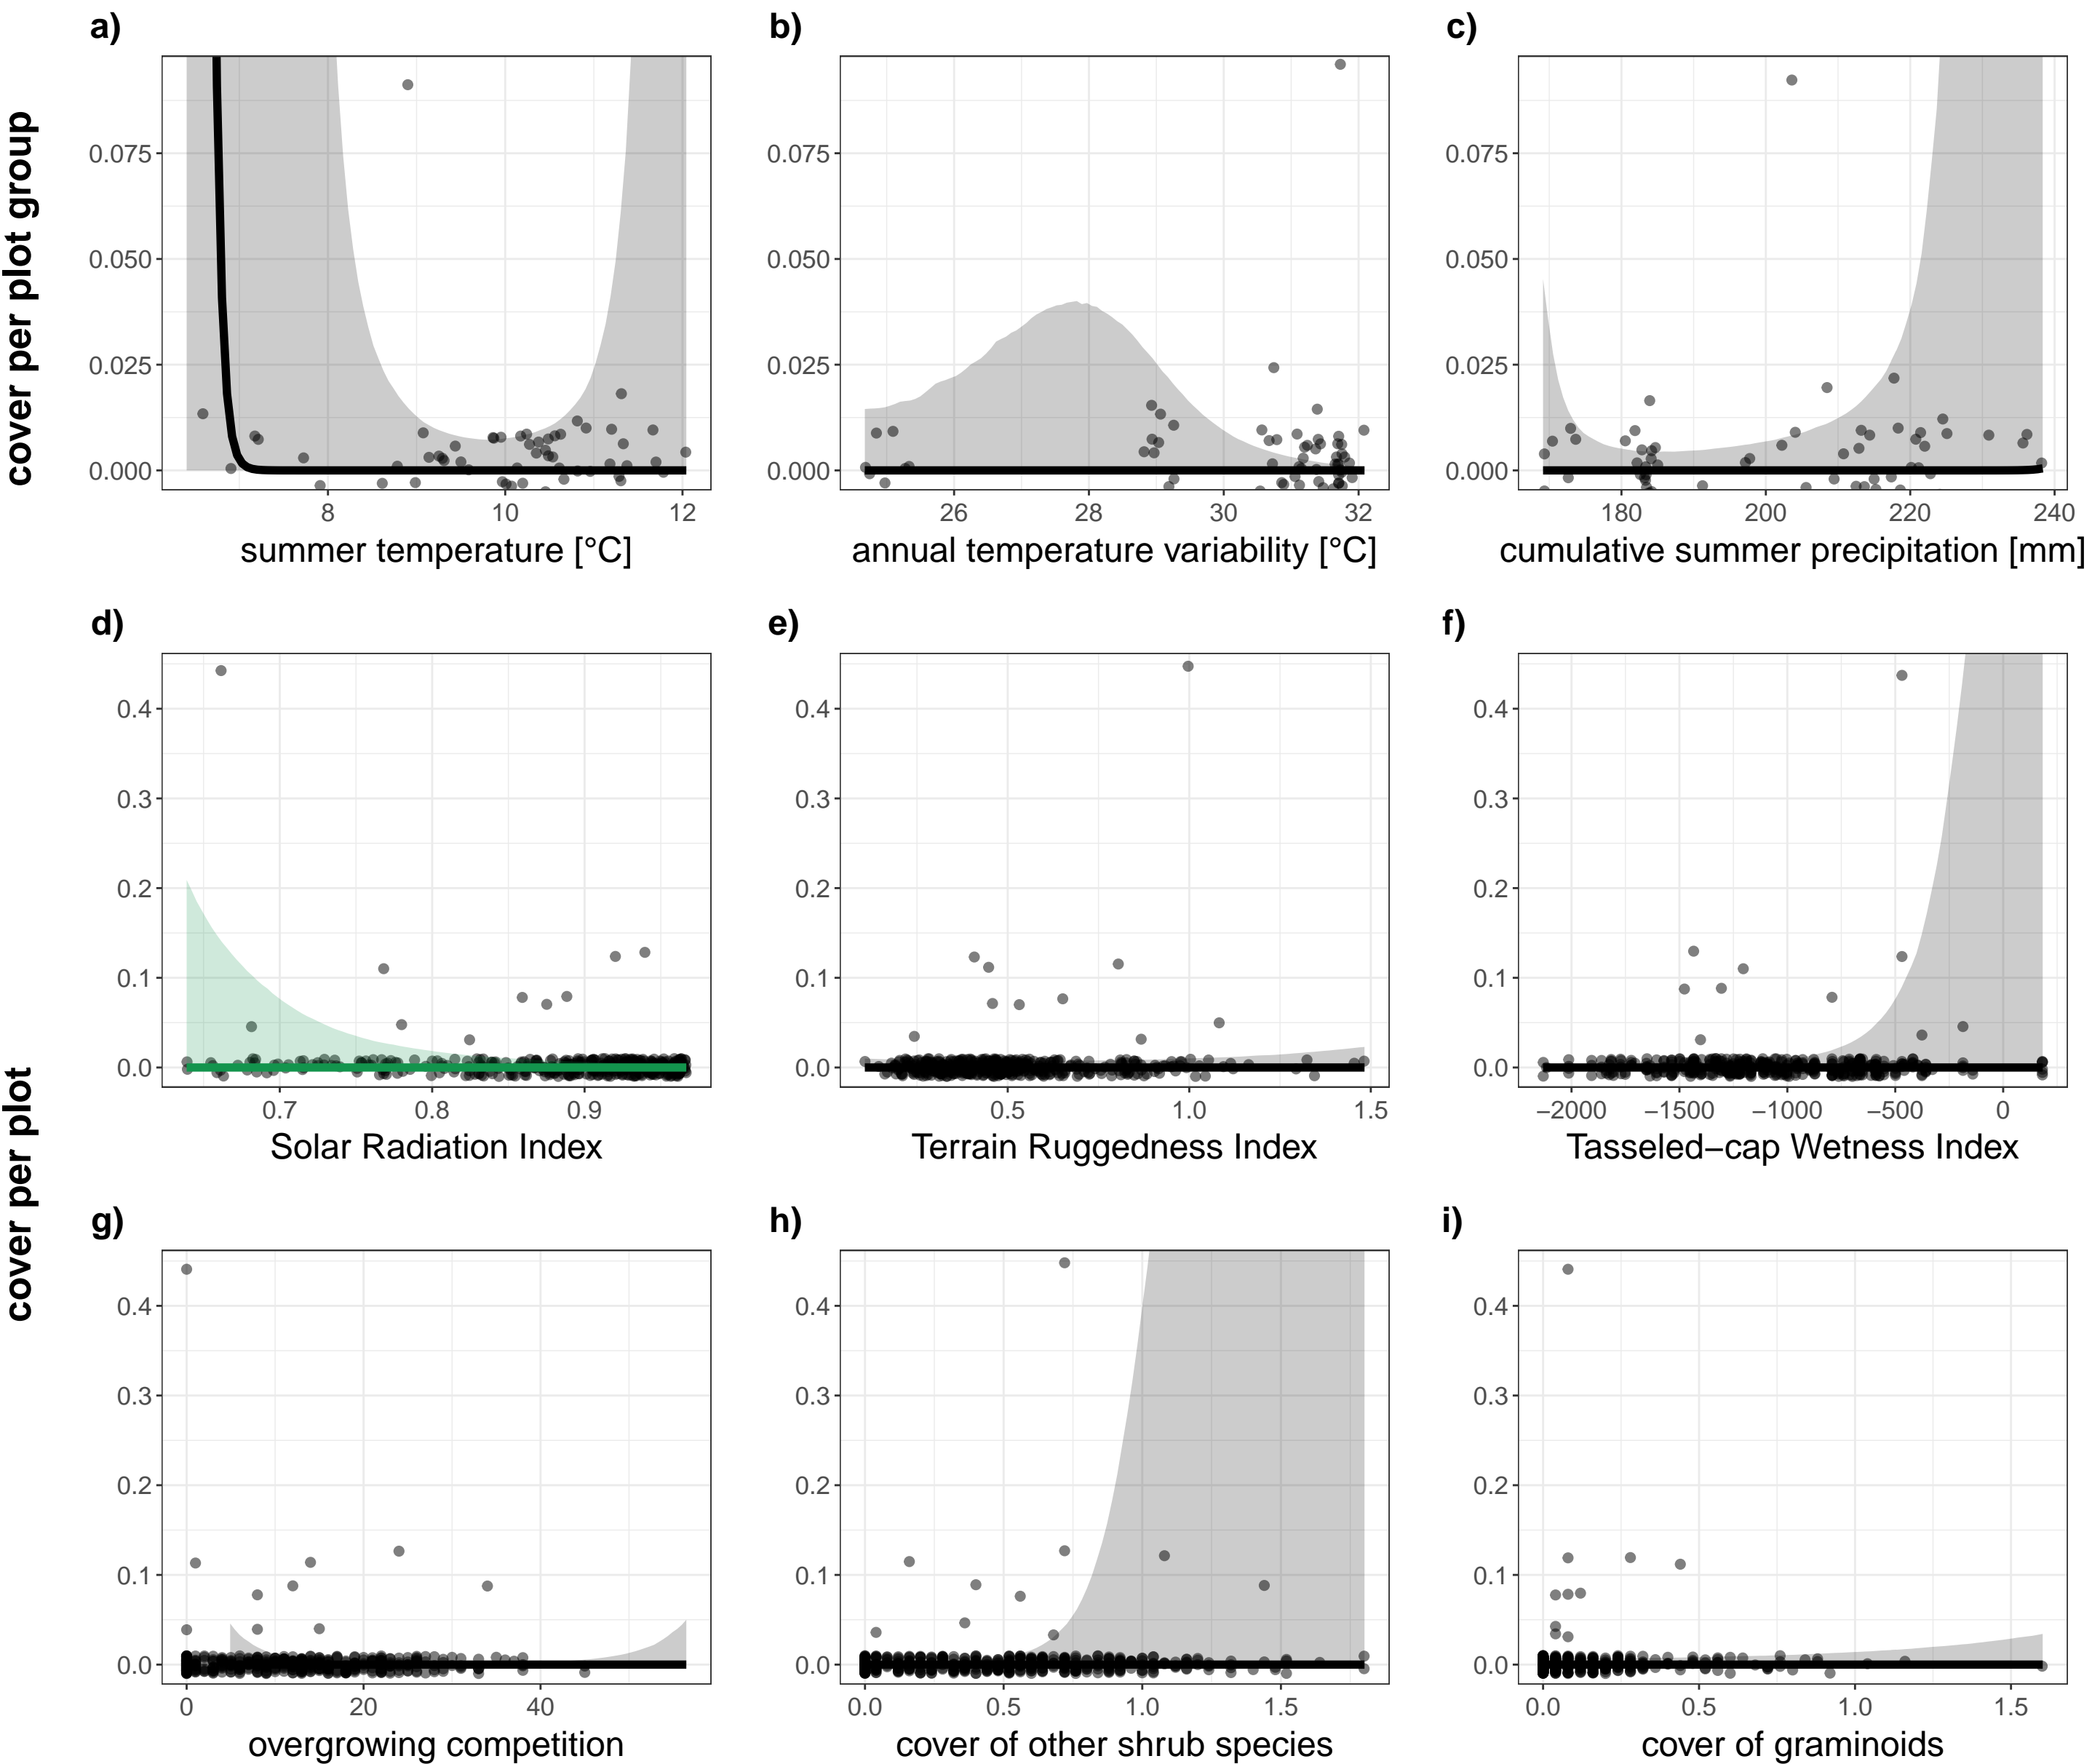 a)
b)
c)
cover per plot group
0.075
0.050
0.025
0.000
8 10 12
summer temperature [°C]
0.075
0.050
0.025
0.000
26 28 30 32
annual temperature variability [°C]
0.075
0.050
0.025
0.000
180 200 220 240
cumulative summer precipitation [mm]
cover per plot
d)
0.4
0.3
0.2
0.1
0.0
0.7 0.8 0.9
Solar Radiation Index
e)
0.4
0.3
0.2
0.1
0.0
0.5 1.0 1.5
Terrain Ruggedness Index
f)
0.4
0.3
0.2
0.1
0.0
−2000 −1500 −1000 −500 0
Tasseled−cap Wetness Index
g)
0.4
0.3
0.2
0.1
0.0
0 20 40
overgrowing competition
h)
0.4
0.3
0.2
0.1
0.0
0.0 0.5 1.0 1.5
cover of other shrub species
i)
0.4
0.3
0.2
0.1
0.0
0.0 0.5 1.0 1.5
cover of graminoids